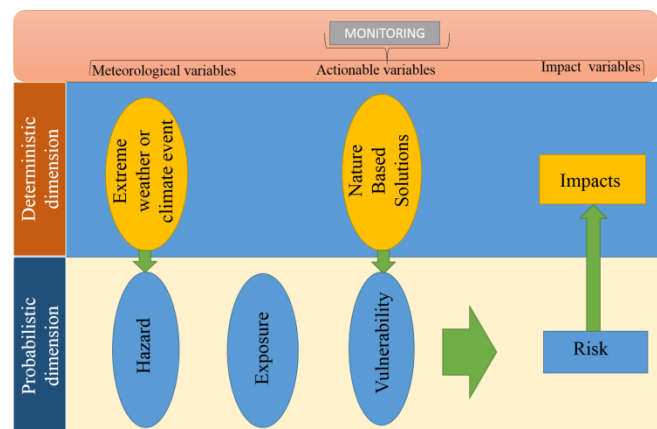 MONITORING
Meteorological variables
Actionable variables
Impact variables
Deterministic
dimension
Extreme
weather or
climate event
Nature
Based
Solutions
Impacts
Probabilistic
dimension
Hazard
Exposure
Vulnerability
Risk